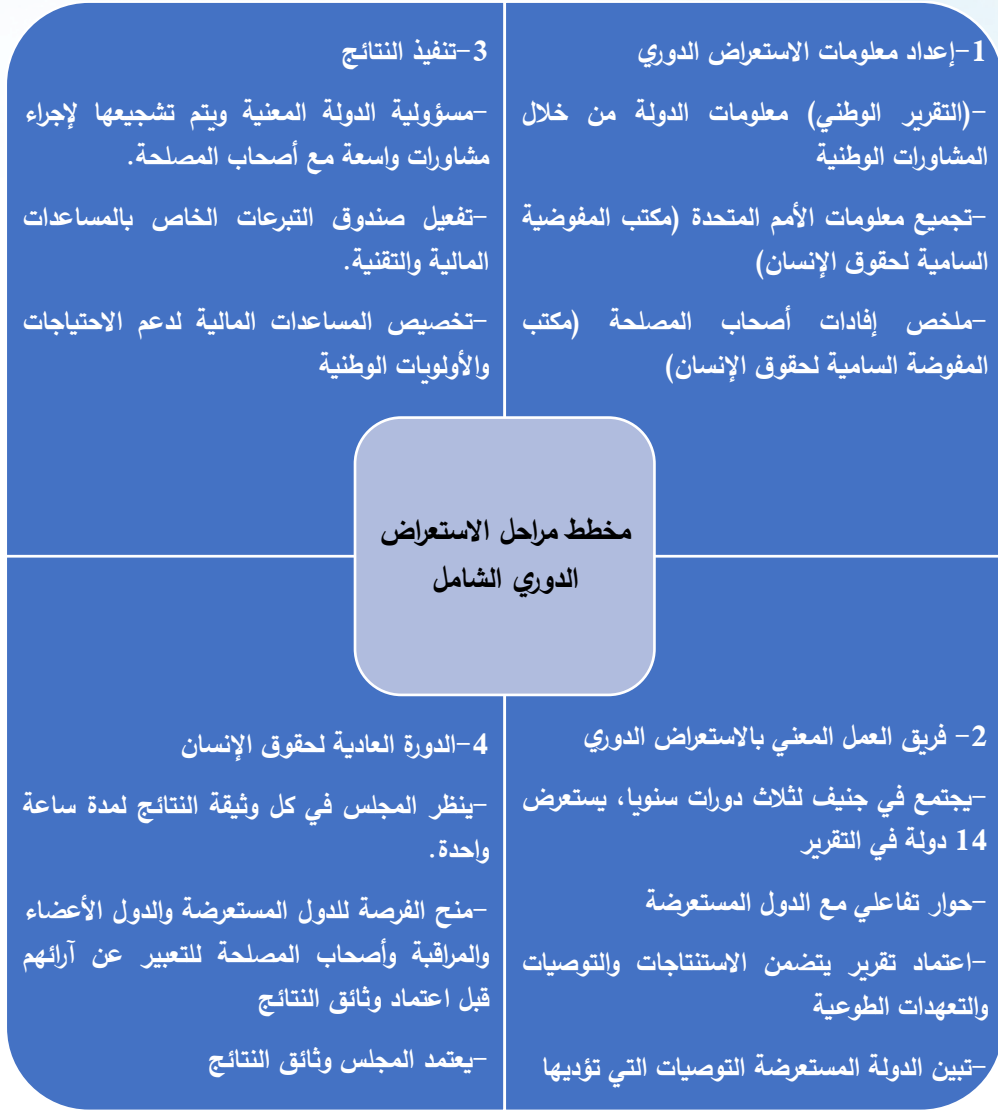 1-إعداد معلومات الاستعراض الدوري
-(التقرير الوطني) معلومات الدولة من خلال
المشاورات الوطنية
-تجميع معلومات الأمم المتحدة (مكتب المفوضية
السامية لحقوق الإنسان)
-ملخص إفادات أصحاب المصلحة (مكتب
المفوضة السامية لحقوق الإنسان)
3-تنفيذ النتائج
-مسؤولية الدولة المعنية ويتم تشجيعها لإجراء
مشاورات واسعة مع أصحاب المصلحة.
-تفعيل صندوق التبرعات الخاص بالمساعدات
المالية والتقنية.
-تخصيص المساعدات المالية لدعم الاحتياجات
والأولويات الوطنية
مخطط مراحل الاستعراض
الدوري الشامل
2- فريق العمل المعني بالاستعراض الدوري
-يجتمع في جنيف لثلاث دورات سنويا، يستعرض
14 دولة في التقرير
-حوار تفاعلي مع الدول المستعرضة
-اعتماد تقرير يتضمن الاستنتاجات والتوصيات
والتعهدات الطوعية
-تبين الدولة المستعرضة التوصيات التي تؤديها
4-الدورة العادية لحقوق الإنسان
-ينظر المجلس في كل وثيقة النتائج لمدة ساعة
واحدة.
-منح الفرصة للدول المستعرضة والدول الأعضاء
والمراقبة وأصحاب المصلحة للتعبير عن آرائهم
قبل اعتماد وثائق النتائج
-يعتمد المجلس وثائق النتائج